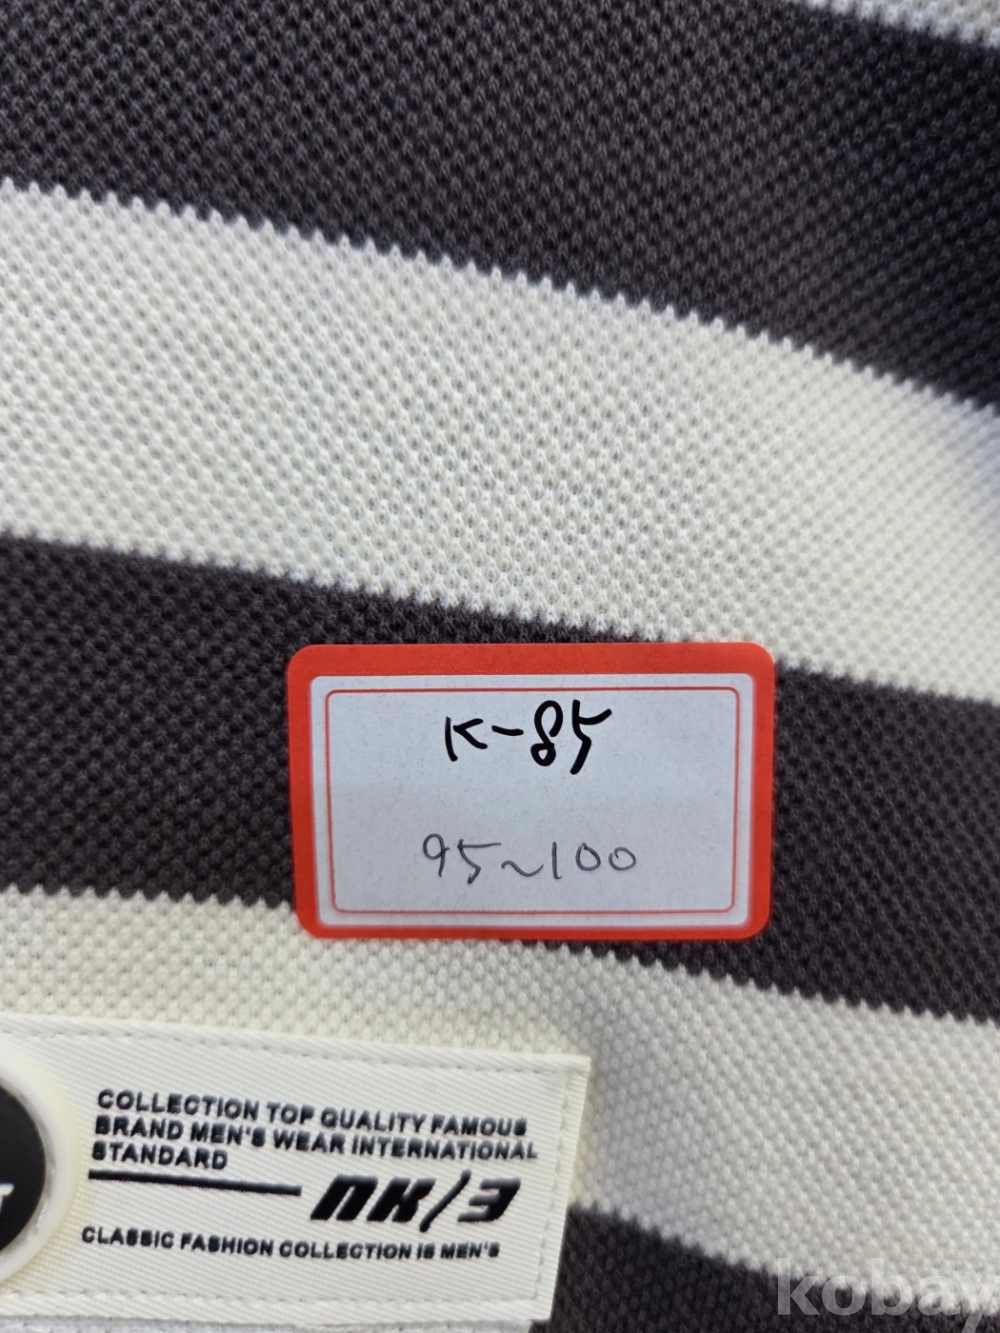 K-85
95~100
COLLECTION TOP QUALITY FAMOUS
BRAND MEN'S WEAR INTERNATIONAL
STANDARD
NK/3
CLASSIC FASHION COLLECTION IS MEN'S
kobay